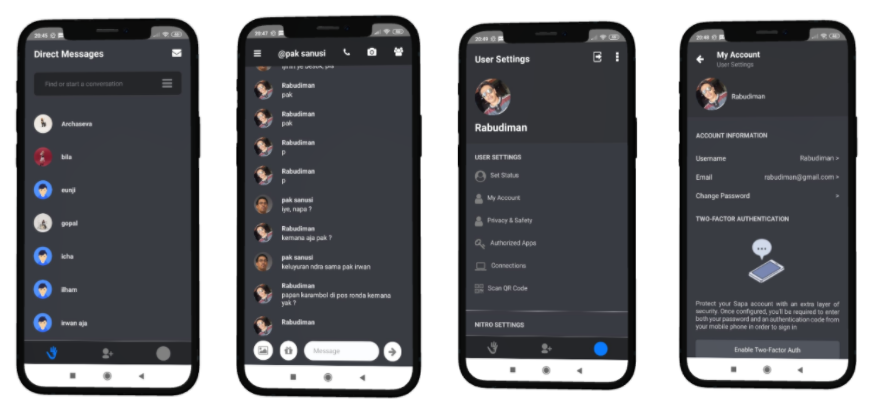 20:45
Direct Messages
Find or start a conversation
Archaseva
bila
eunji
gopal
icha
ilham
irwan aja
20:47
@pak sanusi
Rabudiman
pak
Rabudiman
pak
Rabudiman
p
Rabudiman
p
pak sanusi
iye, napa ?
Rabudiman
kemana aja pak ?
pak sanusi
keluyuran ndra sama pak irwan
Rabudiman
papan karambol di pos ronda kemana
yak ?
Rabudiman
Message
20:49
User Settings
Rabudiman
USER SETTINGS
Set Status
My Account
Privacy & Safety
Authorized Apps
Connections
Scan QR Code
NITRO SETTINGS
20:48
My Account
User Settings
Rabudiman
ACCOUNT INFORMATION
Username Rabudiman >
Email rabudiman@gmail.com >
Change Password >
TWO-FACTOR AUTHENTICATION
Protect your Sapa account with an extra layer of
security. Once configured, you'll be required to enter
both your password and an authentication code from
your mobile phone in order to sign in
Enable Two-Factor Auth